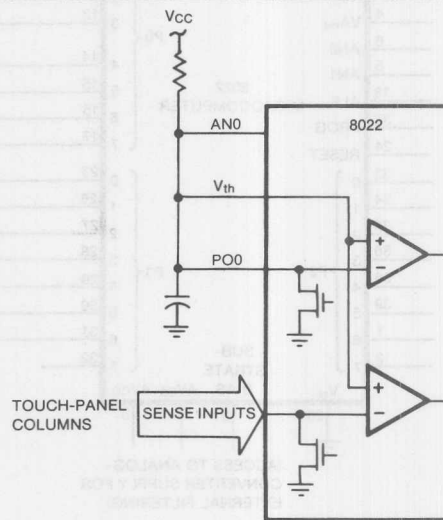 VCC
AN0
8022
Vth
+
PO0
−
+
TOUCH-PANEL
COLUMNS
SENSE INPUTS
−